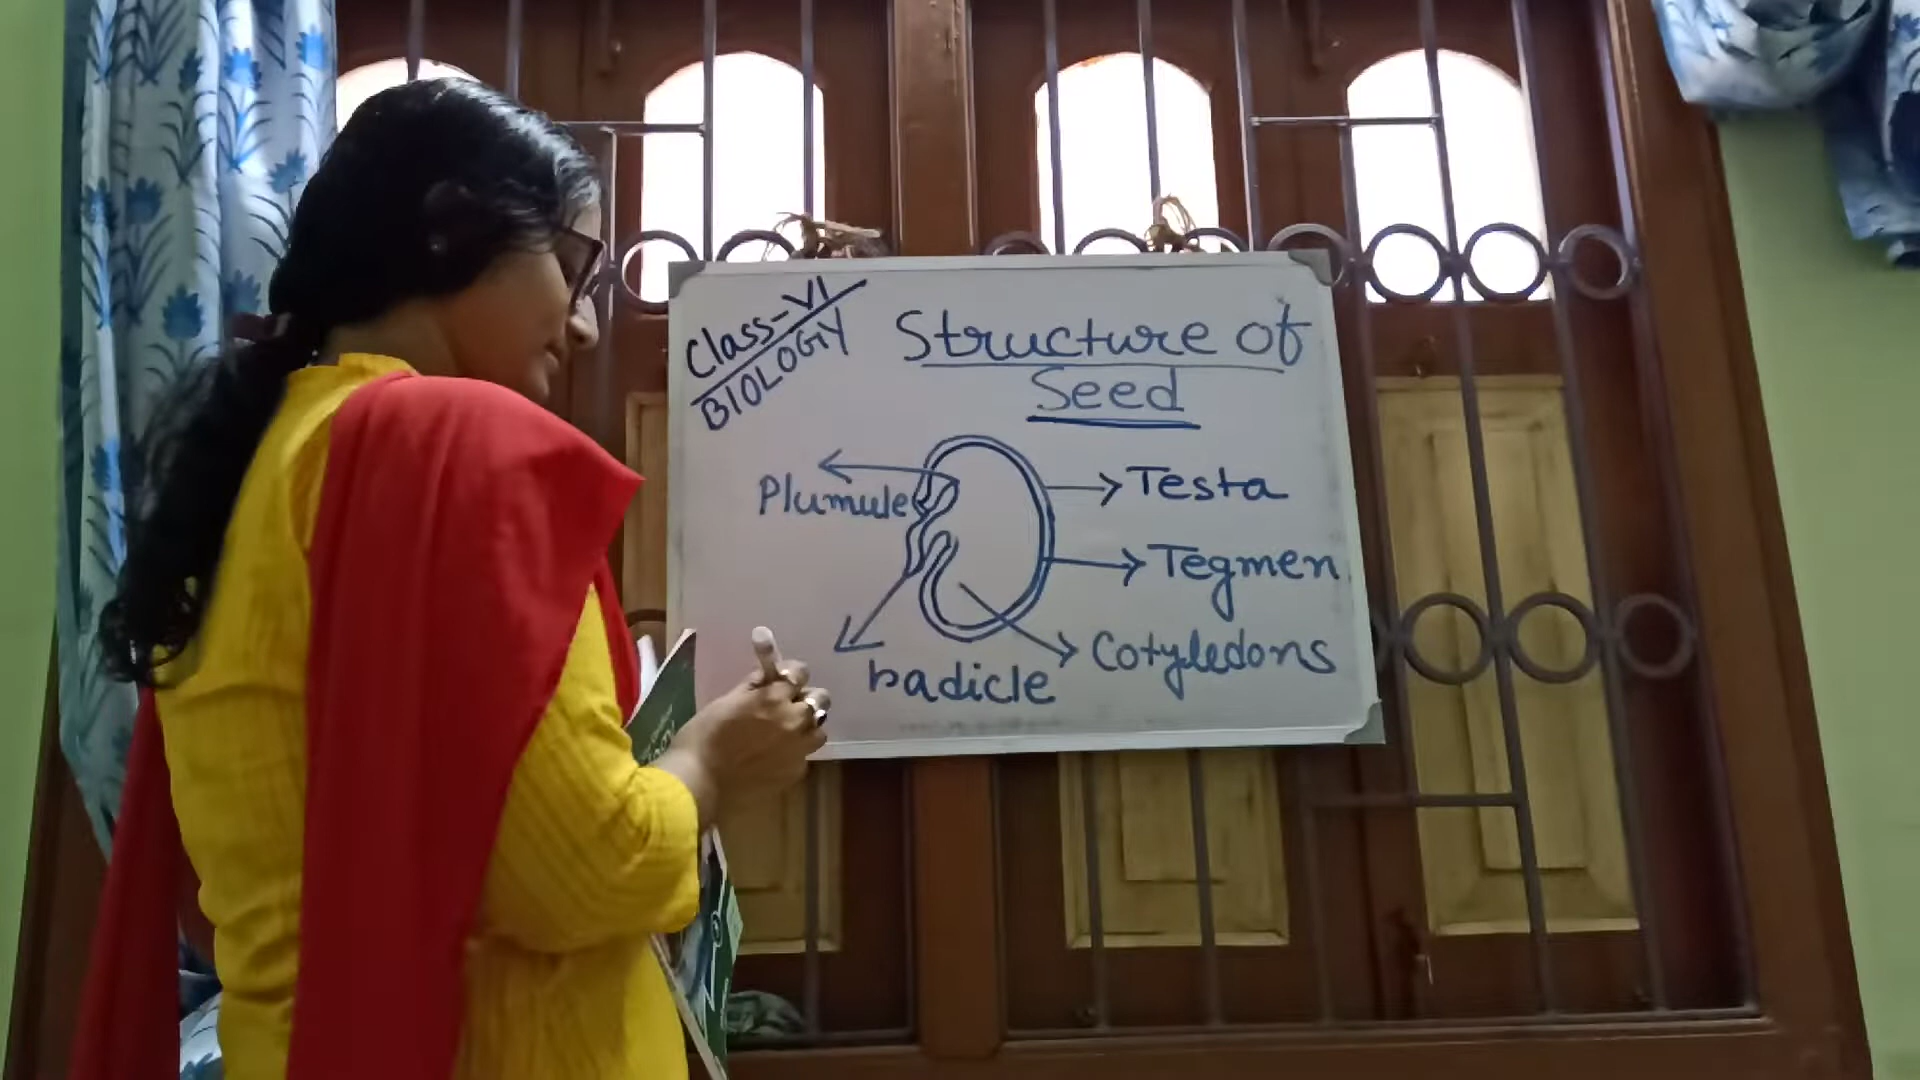 Class-VI
BIOLOGY
Structure of
Seed
Plumule
Testa
Tegmen
Cotyledons
radicle